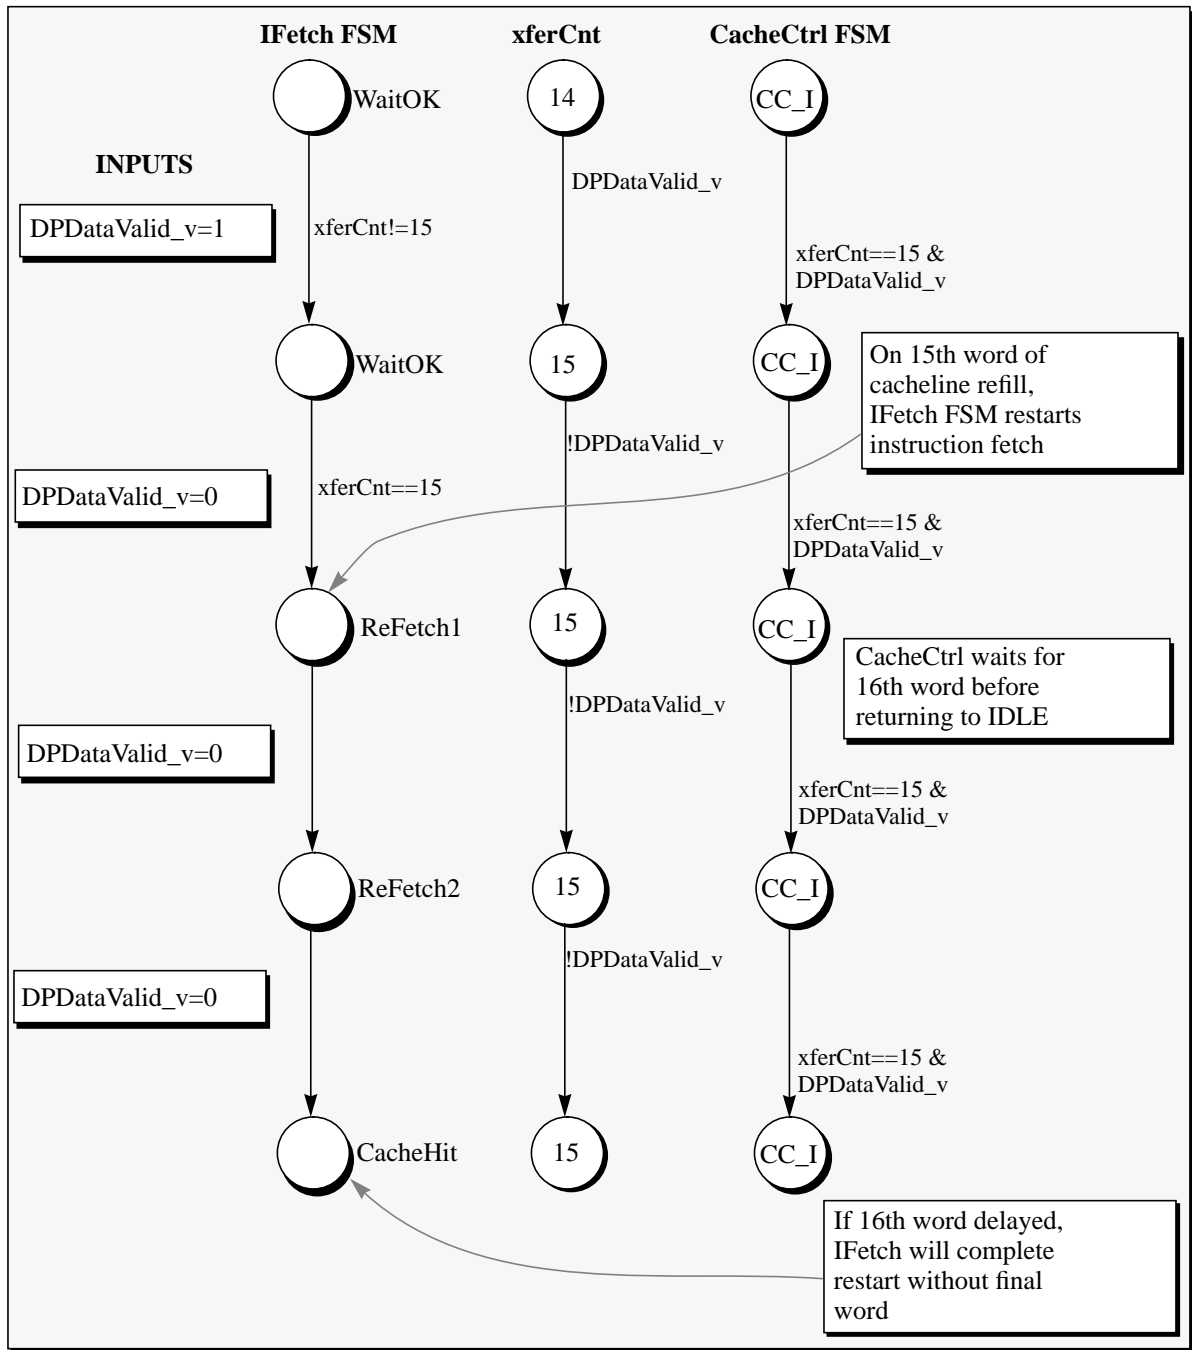 IFetch FSM
xferCnt
CacheCtrl FSM
WaitOK
14
CC_I
INPUTS
DPDataValid_v
DPDataValid_v=1
xferCnt!=15
xferCnt==15 &
DPDataValid_v
WaitOK
15
CC_I
On 15th word of
cacheline refill,
IFetch FSM restarts
instruction fetch
!DPDataValid_v
DPDataValid_v=0
xferCnt==15
xferCnt==15 &
DPDataValid_v
ReFetch1
15
CC_I
CacheCtrl waits for
16th word before
returning to IDLE
!DPDataValid_v
DPDataValid_v=0
xferCnt==15 &
DPDataValid_v
ReFetch2
15
CC_I
!DPDataValid_v
DPDataValid_v=0
xferCnt==15 &
DPDataValid_v
CacheHit
15
CC_I
If 16th word delayed,
IFetch will complete
restart without final
word